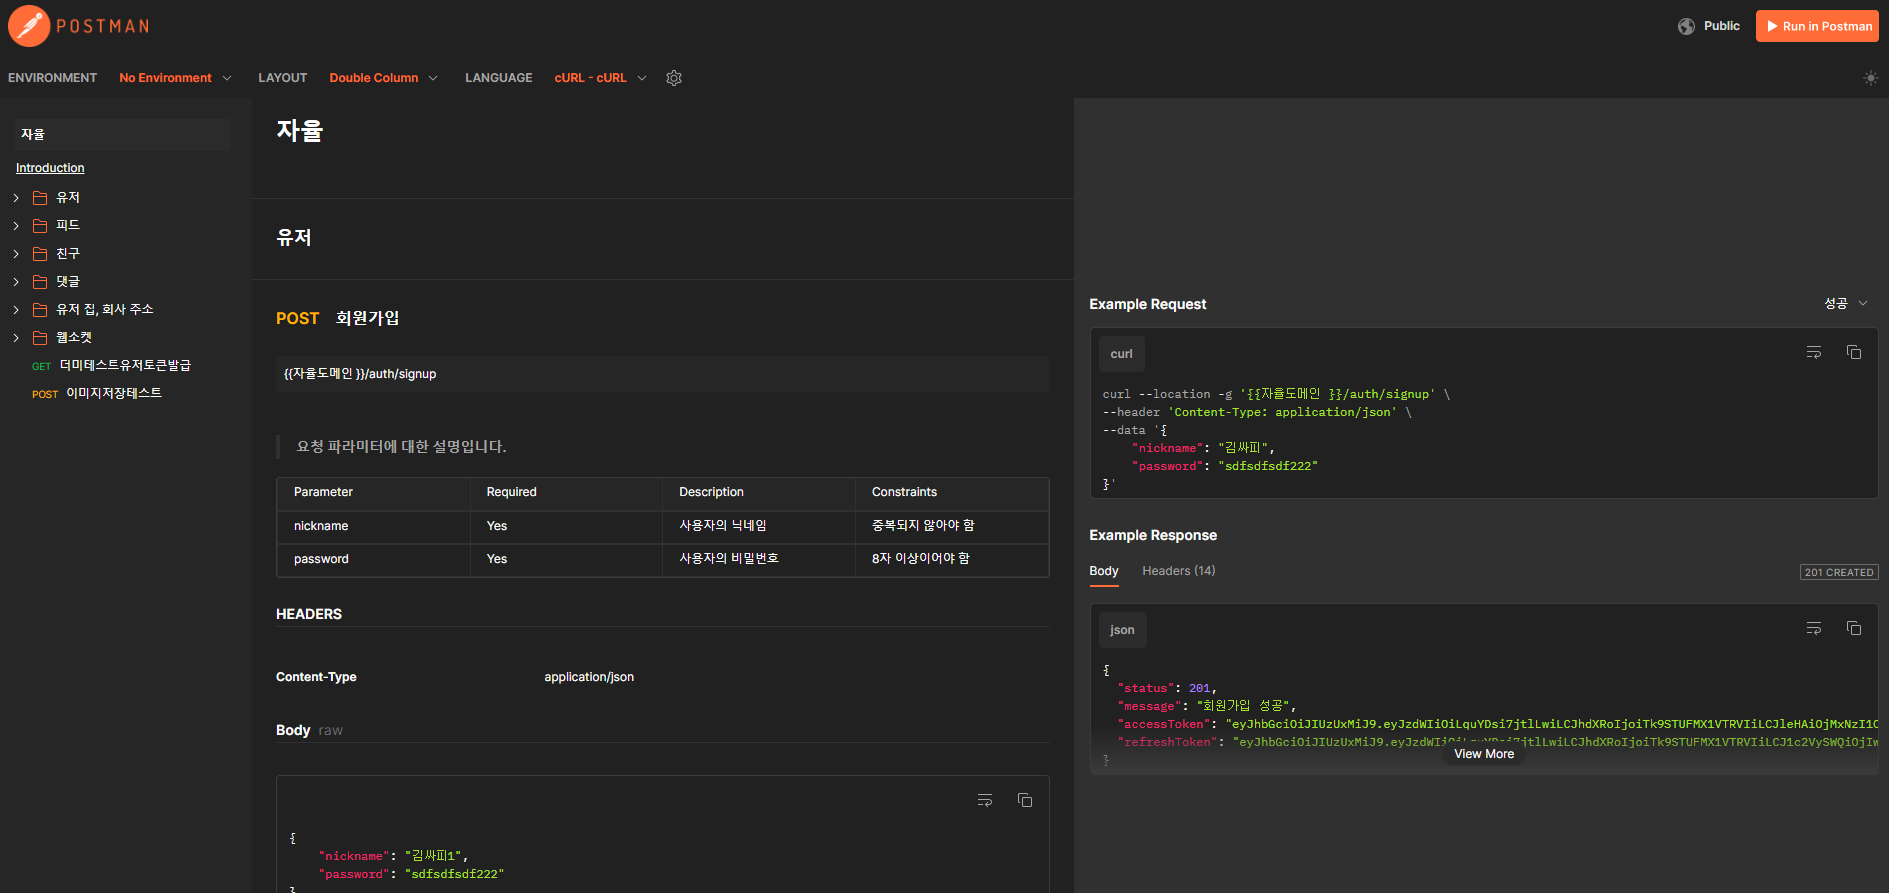 POSTMAN
Public
Run in Postman
ENVIRONMENT No Environment LAYOUT Double Column LANGUAGE cURL - cURL
자율
Introduction
유저
피드
친구
댓글
유저 집, 회사 주소
웹소켓
GET 더미테스트유저토큰발급
POST 이미지저장테스트
자율
유저
POST 회원가입
{{자율도메인 }}/auth/signup
요청 파라미터에 대한 설명입니다.
Parameter Required Description Constraints
nickname Yes 사용자의 닉네임 중복되지 않아야 함
password Yes 사용자의 비밀번호 8자 이상이어야 함
HEADERS
Content-Type application/json
Body raw
{
"nickname": "김싸피1",
"password": "sdfsdfsdf222"
}
Example Request 성공
curl
curl --location -g '{{자율도메인 }}/auth/signup' \
--header 'Content-Type: application/json' \
--data '{
"nickname": "김싸피",
"password": "sdfsdfsdf222"
}'
Example Response
Body Headers (14) 201 CREATED
json
{
"status": 201,
"message": "회원가입 성공",
"accessToken":
"refreshToken":
View More
}